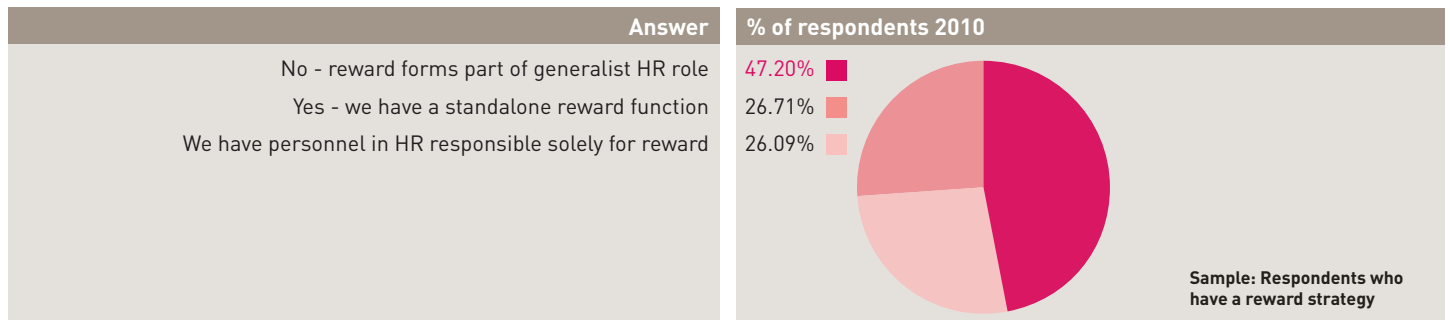 Answer
% of respondents 2010
No - reward forms part of generalist HR role
47.20%
Yes - we have a standalone reward function
26.71%
We have personnel in HR responsible solely for reward
26.09%
Sample: Respondents who
have a reward strategy